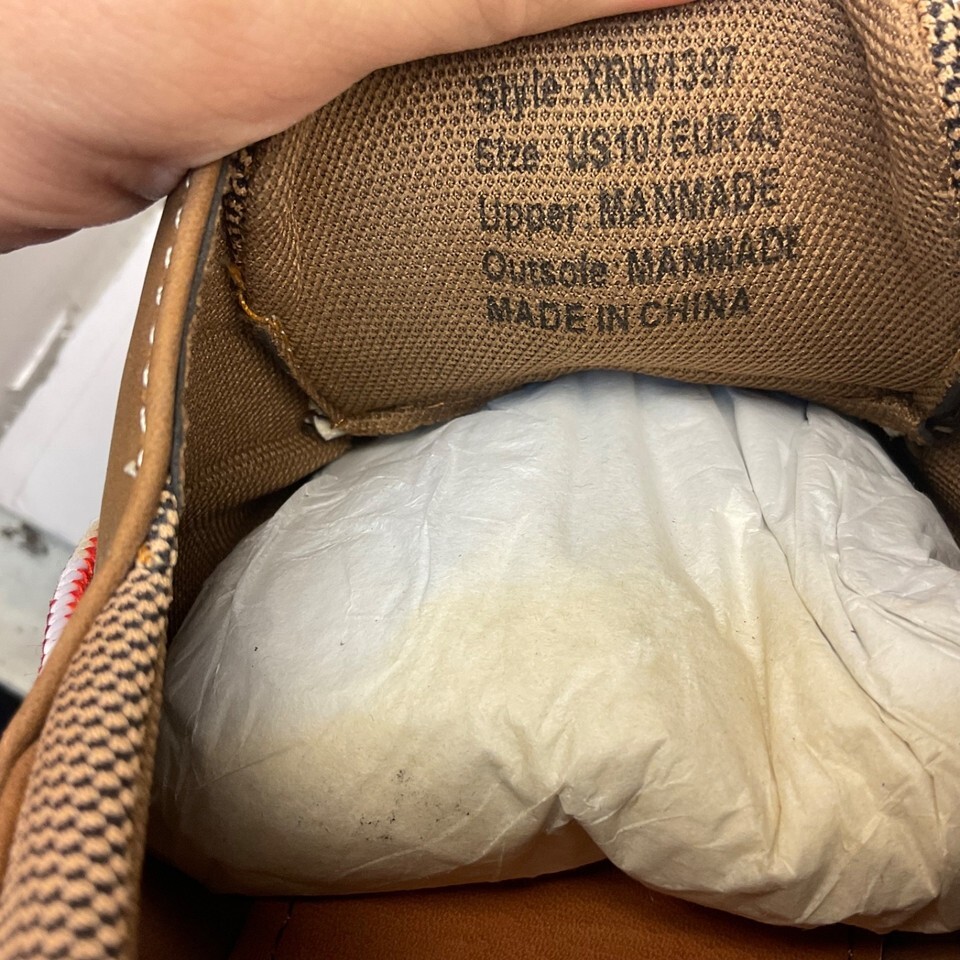 Style: XRW1397
Size: US10/EUR 43
Upper: MANMADE
Outsole: MANMADE
MADE IN CHINA